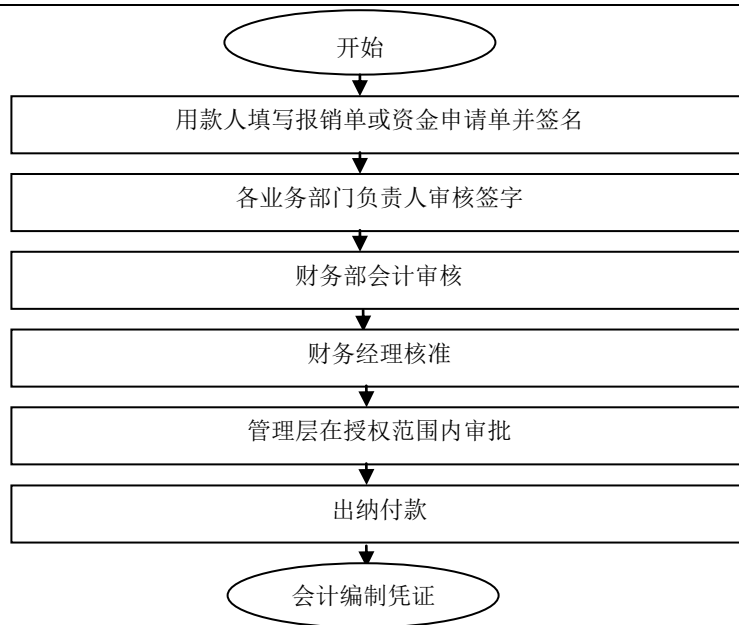 开始
用款人填写报销单或资金申请单并签名
各业务部门负责人审核签字
财务部会计审核
财务经理核准
管理层在授权范围内审批
出纳付款
会计编制凭证